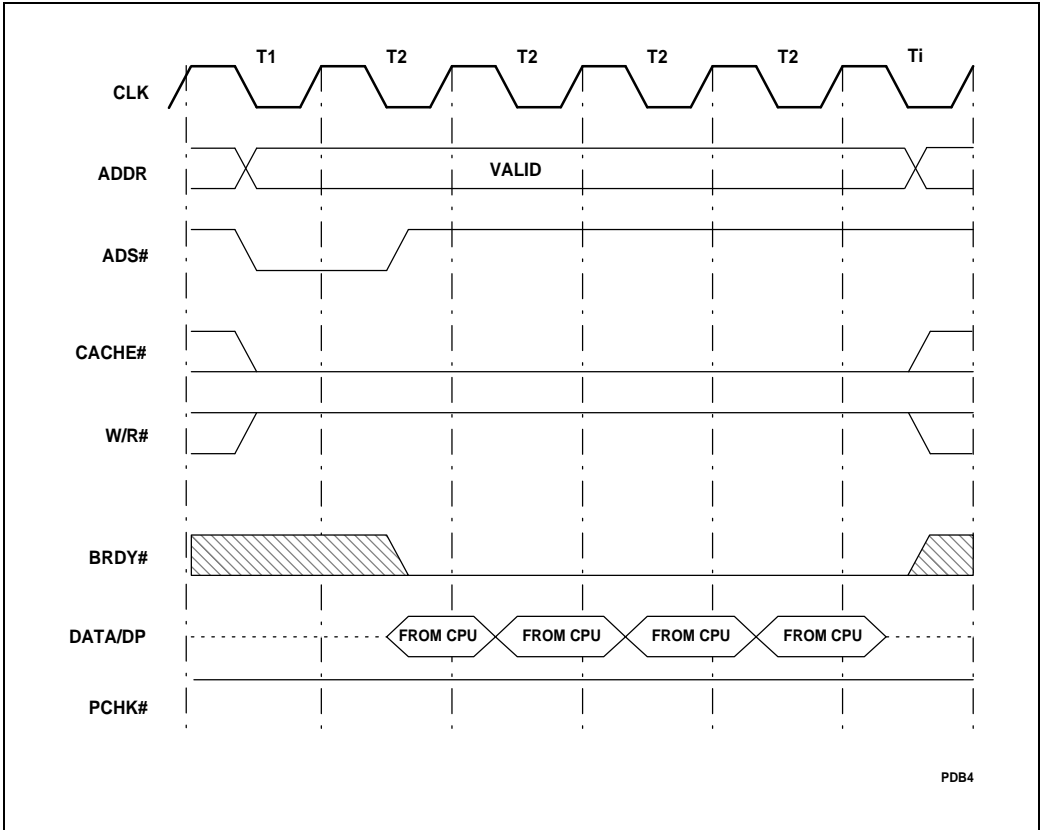 T1 T2 T2 T2 T2 Ti
CLK
ADDR VALID
ADS#
CACHE#
W/R#
BRDY#
DATA/DP FROM CPU FROM CPU FROM CPU FROM CPU
PCHK#
PDB4